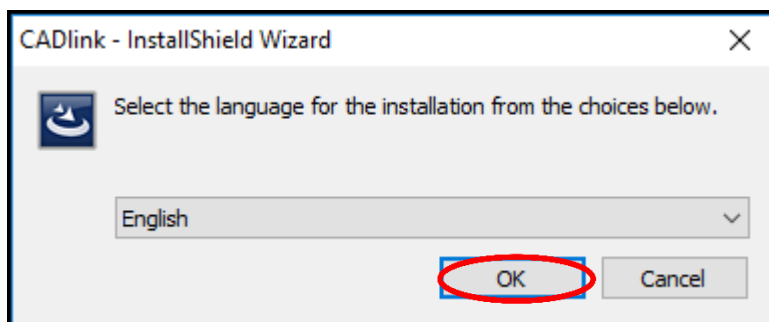 CADlink - InstallShield Wizard
Select the language for the installation from the choices below.
English
OK
Cancel